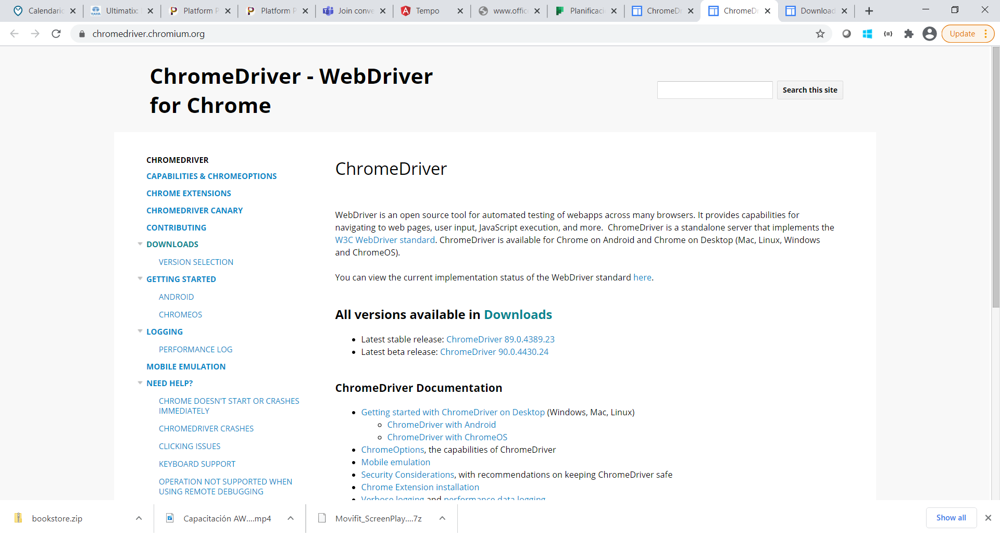 Calendaric
Ultimatix:
Platform P
Platform P
Join conve
Tempo
www.offic
Planificaci
ChromeDr
ChromeDr
Download
chromedriver.chromium.org
Update
ChromeDriver - WebDriver
for Chrome
Search this site
CHROMEDRIVER
CAPABILITIES & CHROMEOPTIONS
CHROME EXTENSIONS
CHROMEDRIVER CANARY
CONTRIBUTING
DOWNLOADS
VERSION SELECTION
GETTING STARTED
ANDROID
CHROMEOS
LOGGING
PERFORMANCE LOG
MOBILE EMULATION
NEED HELP?
CHROME DOESN'T START OR CRASHES
IMMEDIATELY
CHROMEDRIVER CRASHES
CLICKING ISSUES
KEYBOARD SUPPORT
OPERATION NOT SUPPORTED WHEN
USING REMOTE DEBUGGING
ChromeDriver
WebDriver is an open source tool for automated testing of webapps across many browsers. It provides capabilities for
navigating to web pages, user input, JavaScript execution, and more. ChromeDriver is a standalone server that implements the
W3C WebDriver standard. ChromeDriver is available for Chrome on Android and Chrome on Desktop (Mac, Linux, Windows
and ChromeOS).
You can view the current implementation status of the WebDriver standard here.
All versions available in Downloads
Latest stable release: ChromeDriver 89.0.4389.23
Latest beta release: ChromeDriver 90.0.4430.24
ChromeDriver Documentation
Getting started with ChromeDriver on Desktop (Windows, Mac, Linux)
ChromeDriver with Android
ChromeDriver with ChromeOS
ChromeOptions, the capabilities of ChromeDriver
Mobile emulation
Security Considerations, with recommendations on keeping ChromeDriver safe
Chrome Extension installation
Verbose logging and performance data logging
bookstore.zip
Capacitación AW....mp4
Movifit_ScreenPlay....7z
Show all